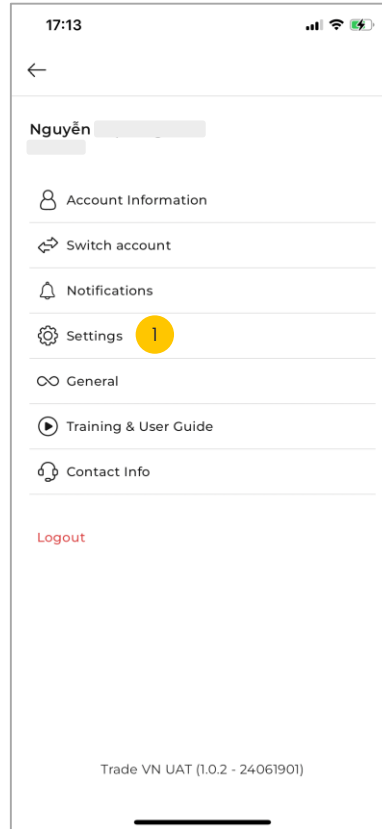 17:13
Nguyễn
Account Information
Switch account
Notifications
Settings 1
General
Training & User Guide
Contact Info
Logout
Trade VN UAT (1.0.2 - 24061901)